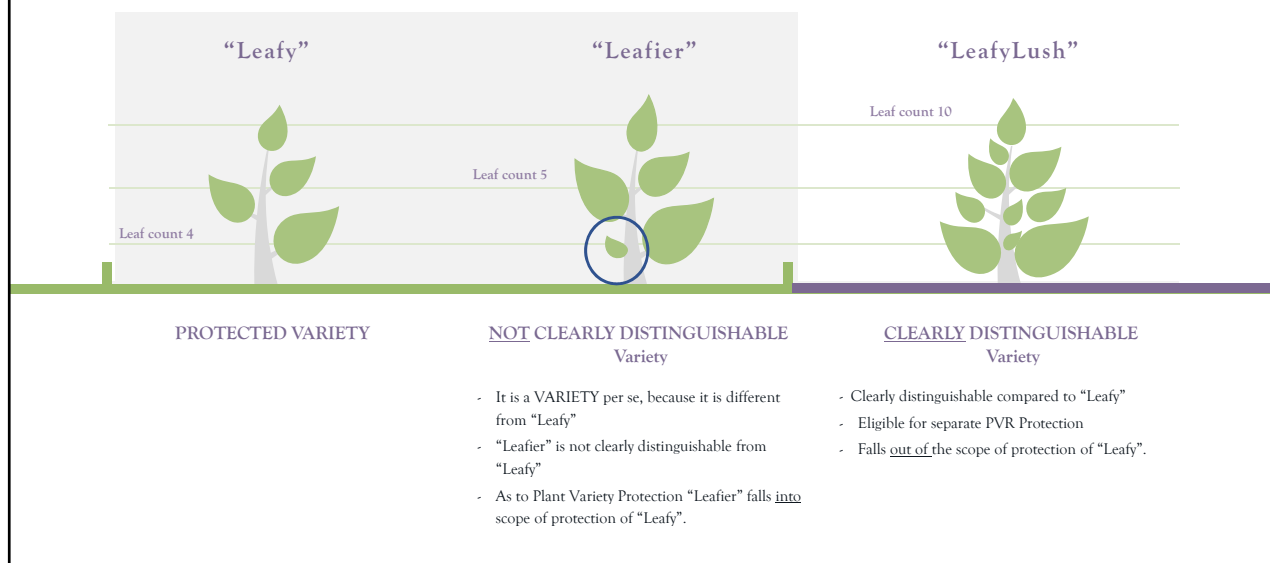 “Leafy”
“Leafier”
“LeafyLush”
Leaf count 10
Leaf count 5
Leaf count 4
PROTECTED VARIETY
NOT CLEARLY DISTINGUISHABLE
Variety
- It is a VARIETY per se, because it is different
from “Leafy”
- “Leafier” is not clearly distinguishable from
“Leafy”
- As to Plant Variety Protection “Leafier” falls into
scope of protection of “Leafy”.
CLEARLY DISTINGUISHABLE
Variety
- Clearly distinguishable compared to “Leafy”
- Eligible for separate PVR Protection
- Falls out of the scope of protection of “Leafy”.